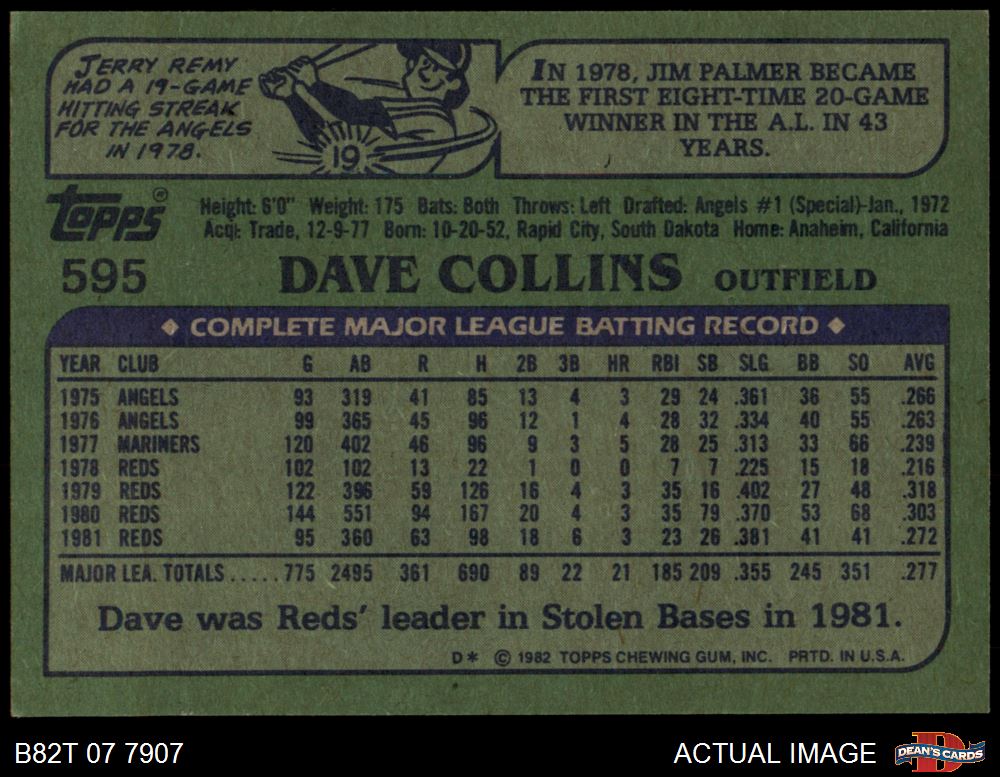 JERRY REMY
HAD A 19-GAME
HITTING STREAK
FOR THE ANGELS
IN 1978.
19
IN 1978, JIM PALMER BECAME
THE FIRST EIGHT-TIME 20-GAME
WINNER IN THE A.L. IN 43
YEARS.
TOPPS®
Height: 6'0" Weight: 175 Bats: Both Throws: Left Drafted: Angels #1 (Special)-Jan., 1972
Acq: Trade, 12-9-77 Born: 10-20-52, Rapid City, South Dakota Home: Anaheim, California
595 DAVE COLLINS OUTFIELD
COMPLETE MAJOR LEAGUE BATTING RECORD
YEAR CLUB G AB R H 2B 3B HR RBI SB SLG BB SO AVG
1975 ANGELS 93 319 41 85 13 4 3 29 24 .361 36 55 .266
1976 ANGELS 99 365 45 96 12 1 4 28 32 .334 40 55 .263
1977 MARINERS 120 402 46 96 9 3 5 28 25 .313 33 66 .239
1978 REDS 102 102 13 22 1 0 0 7 7 .225 15 18 .216
1979 REDS 122 396 59 126 16 4 3 35 16 .402 27 48 .318
1980 REDS 144 551 94 167 20 4 3 35 79 .370 53 68 .303
1981 REDS 95 360 63 98 18 6 3 23 26 .381 41 41 .272
MAJOR LEA. TOTALS.....775 2495 361 690 89 22 21 185 209 .355 245 351 .277
Dave was Reds' leader in Stolen Bases in 1981.
D* © 1982 TOPPS CHEWING GUM, INC. PRTD. IN U.S.A.
B82T 07 7907 ACTUAL IMAGE DEAN'S CARDS